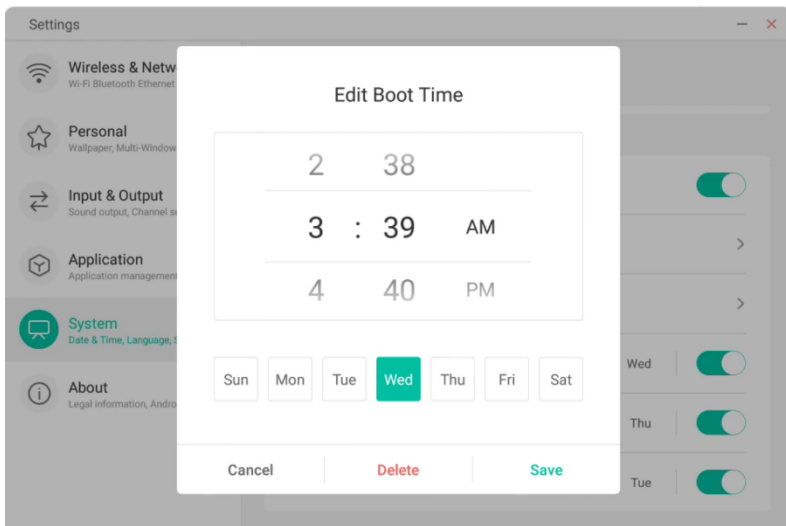 Settings
Wireless & Netw
Wi-Fi Bluetooth Ethernet
Personal
Wallpaper, Multi-Window
Input & Output
Sound output, Channel s
Application
Application management
System
Date & Time, Language, S
About
Legal information, Andro
Edit Boot Time
2 38
3 : 39 AM
4 40 PM
Sun Mon Tue Wed Thu Fri Sat
Cancel Delete Save
Wed
Thu
Tue